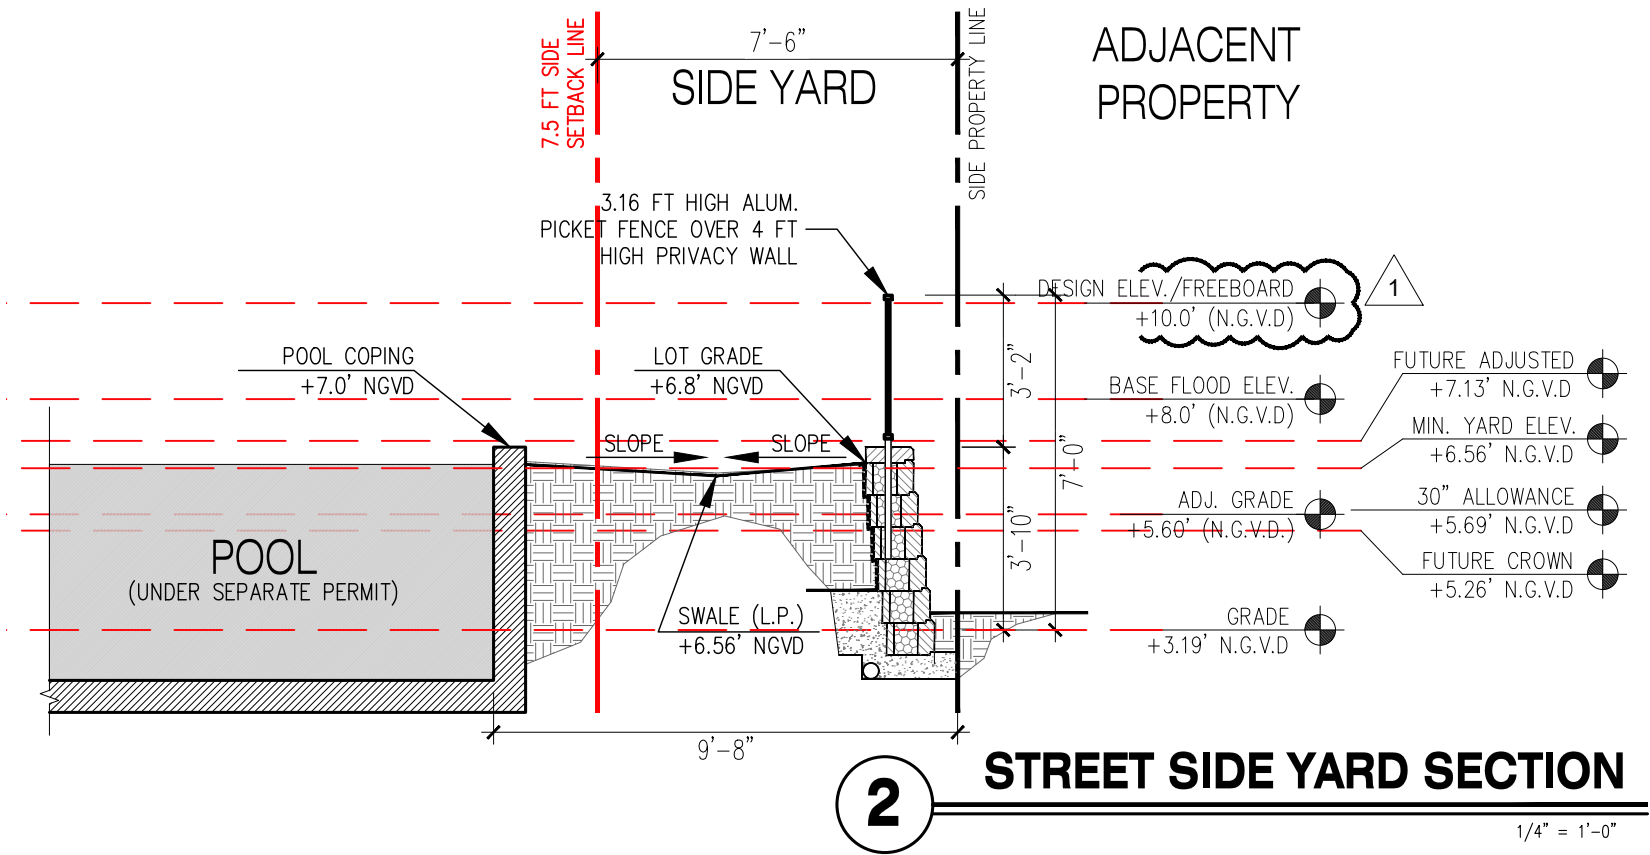 7.5 FT SIDE
SETBACK LINE
7'-6"
SIDE YARD
SIDE PROPERTY LINE
ADJACENT
PROPERTY
3.16 FT HIGH ALUM.
PICKET FENCE OVER 4 FT
HIGH PRIVACY WALL
DESIGN ELEV./FREEBOARD
+10.0' (N.G.V.D)
1
POOL COPING
+7.0' NGVD
LOT GRADE
+6.8' NGVD
3'-2"
BASE FLOOD ELEV.
+8.0' (N.G.V.D)
FUTURE ADJUSTED
+7.13' N.G.V.D
SLOPE
SLOPE
MIN. YARD ELEV.
+6.56' N.G.V.D
7'-0"
ADJ. GRADE
+5.60' (N.G.V.D.)
30" ALLOWANCE
+5.69' N.G.V.D
3'-10"
FUTURE CROWN
+5.26' N.G.V.D
POOL
(UNDER SEPARATE PERMIT)
SWALE (L.P.)
+6.56' NGVD
GRADE
+3.19' N.G.V.D
9'-8"
2
STREET SIDE YARD SECTION
1/4" = 1'-0"